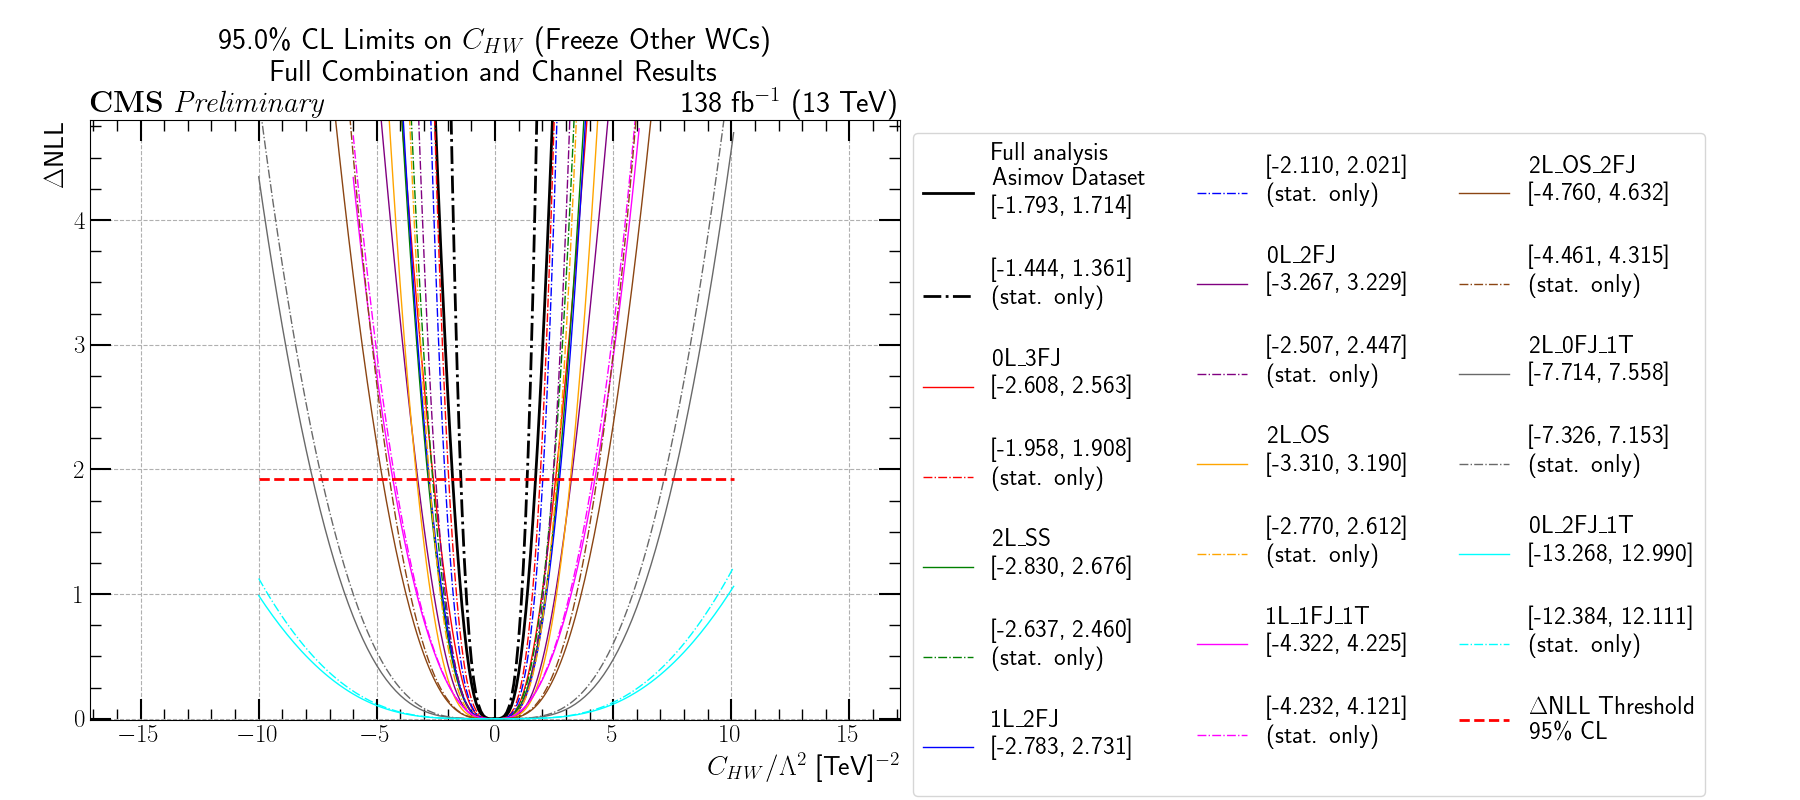 95.0% CL Limits on C_{HW} (Freeze Other WCs)
Full Combination and Channel Results
CMS Preliminary
138 fb^{-1} (13 TeV)
ΔNLL
4
3
2
1
0
−15
−10
−5
0
5
10
15
C_{HW}/Λ^{2} [TeV]^{−2}
Full analysis
Asimov Dataset
[-1.793, 1.714]
[-1.444, 1.361]
(stat. only)
0L_3FJ
[-2.608, 2.563]
[-1.958, 1.908]
(stat. only)
2L_SS
[-2.830, 2.676]
[-2.637, 2.460]
(stat. only)
1L_2FJ
[-2.783, 2.731]
[-2.110, 2.021]
(stat. only)
0L_2FJ
[-3.267, 3.229]
[-2.507, 2.447]
(stat. only)
2L_OS
[-3.310, 3.190]
[-2.770, 2.612]
(stat. only)
1L_1FJ_1T
[-4.322, 4.225]
[-4.232, 4.121]
(stat. only)
2L_OS_2FJ
[-4.760, 4.632]
[-4.461, 4.315]
(stat. only)
2L_0FJ_1T
[-7.714, 7.558]
[-7.326, 7.153]
(stat. only)
0L_2FJ_1T
[-13.268, 12.990]
[-12.384, 12.111]
(stat. only)
ΔNLL Threshold
95% CL